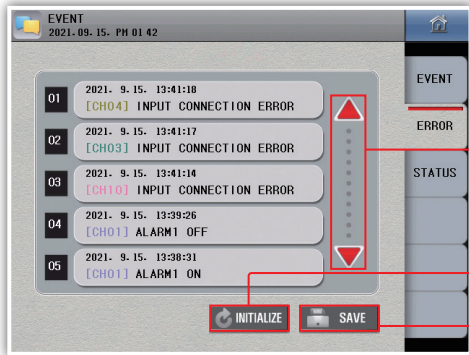 EVENT
2021. 09. 15. PM 01 42
EVENT
ERROR
STATUS
01
2021. 9. 15. 13:41:18
[CH04] INPUT CONNECTION ERROR
02
2021. 9. 15. 13:41:17
[CH03] INPUT CONNECTION ERROR
03
2021. 9. 15. 13:41:14
[CH10] INPUT CONNECTION ERROR
04
2021. 9. 15. 13:39:26
[CH01] ALARM1 OFF
05
2021. 9. 15. 13:38:31
[CH01] ALARM1 ON
INITIALIZE
SAVE